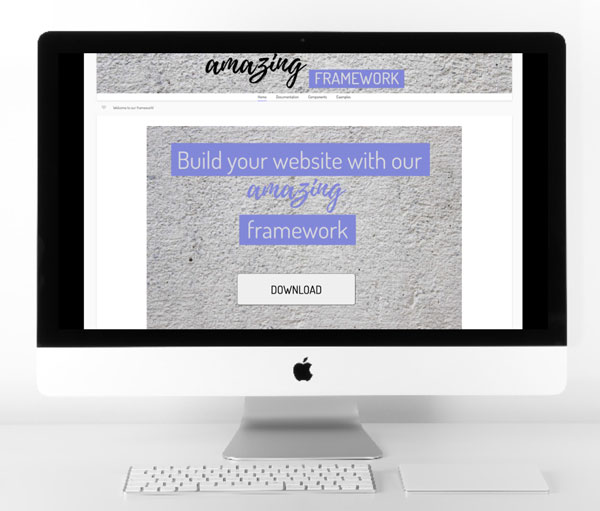 amazing
FRAMEWORK
Home Documentation Components Examples
Welcome to our framework!
Build your website with our
amazing
framework
DOWNLOAD